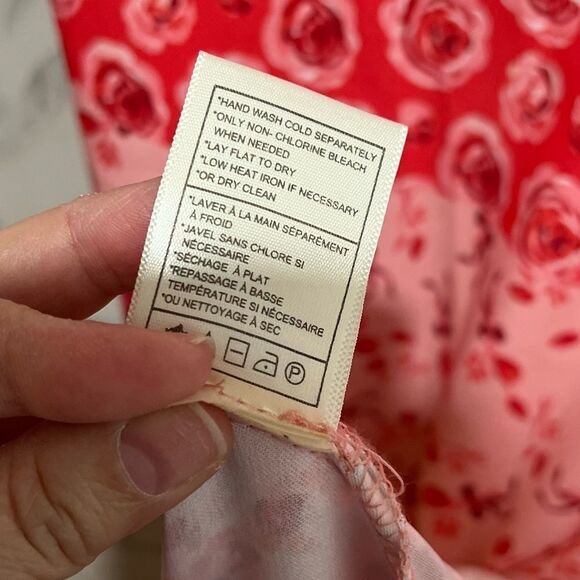 *HAND WASH COLD SEPARATELY
*ONLY NON- CHLORINE BLEACH
WHEN NEEDED
*LAY FLAT TO DRY
*LOW HEAT IRON IF NECESSARY
*OR DRY CLEAN
*LAVER À LA MAIN SÉPARÉMENT
À FROID
*JAVEL SANS CHLORE SI
NÉCESSAIRE
*SÉCHAGE À PLAT
*REPASSAGE À BASSE
TEMPÉRATURE SI NÉCESSAIRE
*OU NETTOYAGE À SEC
P